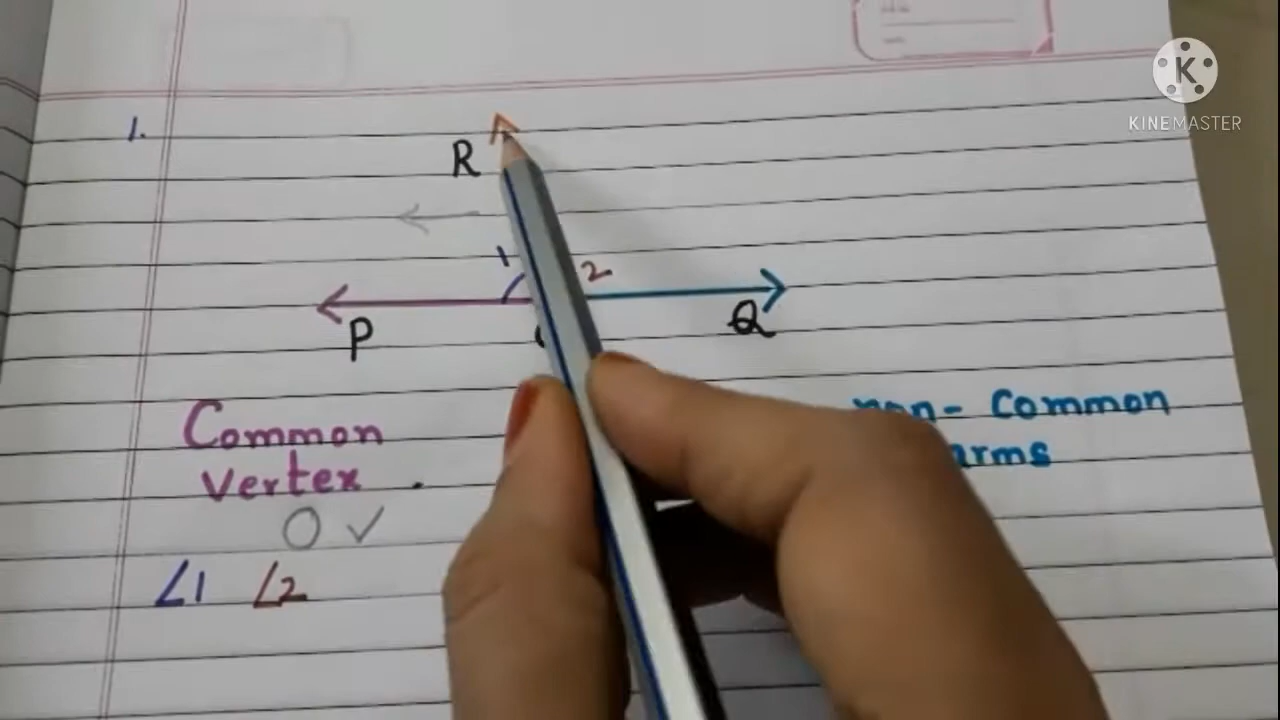 1.
R
1 2
P
Q
Common
vertex.
non-common
arms
O ✓
∠1 ∠2
K
KINEMASTER